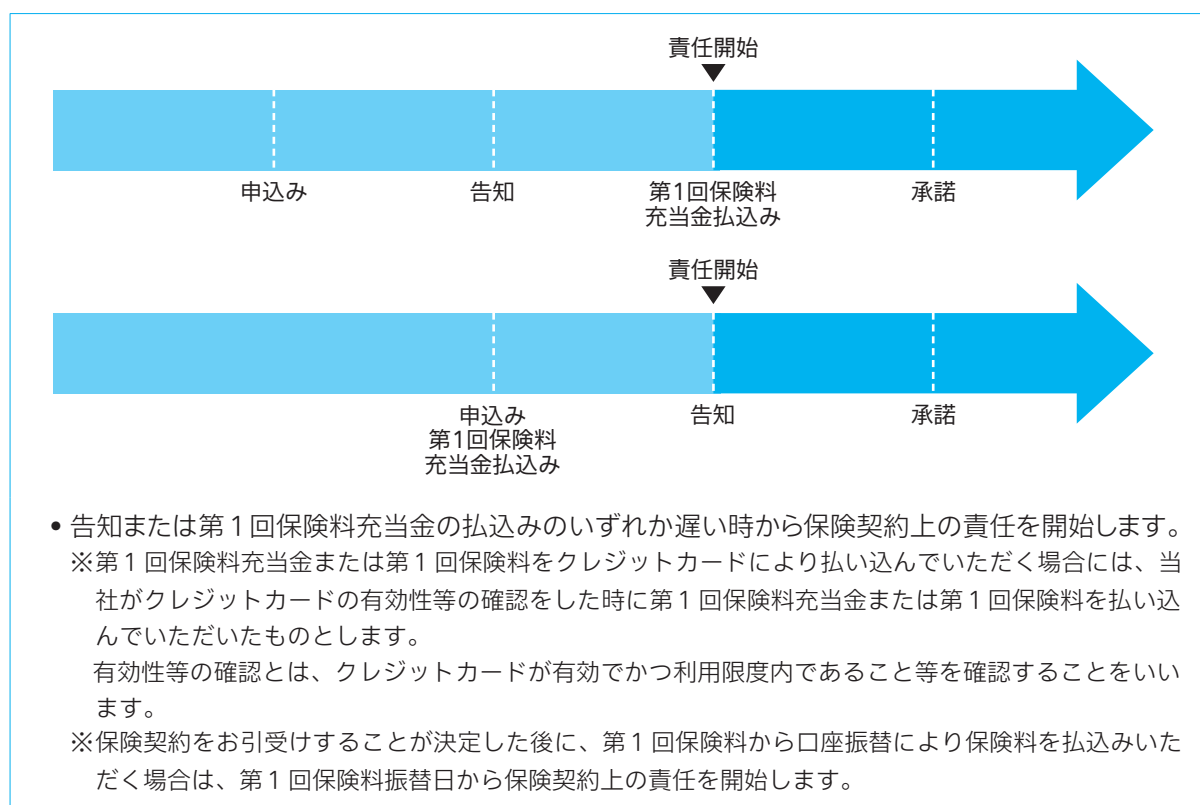 責任開始
申込み
告知
第1回保険料
充当金払込み
承諾
責任開始
申込み
第1回保険料
充当金払込み
告知
承諾
•告知または第1回保険料充当金の払込みのいずれか遅い時から保険契約上の責任を開始します。
※第1回保険料充当金または第1回保険料をクレジットカードにより払い込んでいただく場合には、当
社がクレジットカードの有効性等の確認をした時に第1回保険料充当金または第1回保険料を払い込
んでいただいたものとします。
有効性等の確認とは、クレジットカードが有効でかつ利用限度内であること等を確認することをいい
ます。
※保険契約をお引受けすることが決定した後に、第1回保険料から口座振替により保険料を払込みいた
だく場合は、第1回保険料振替日から保険契約上の責任を開始します。